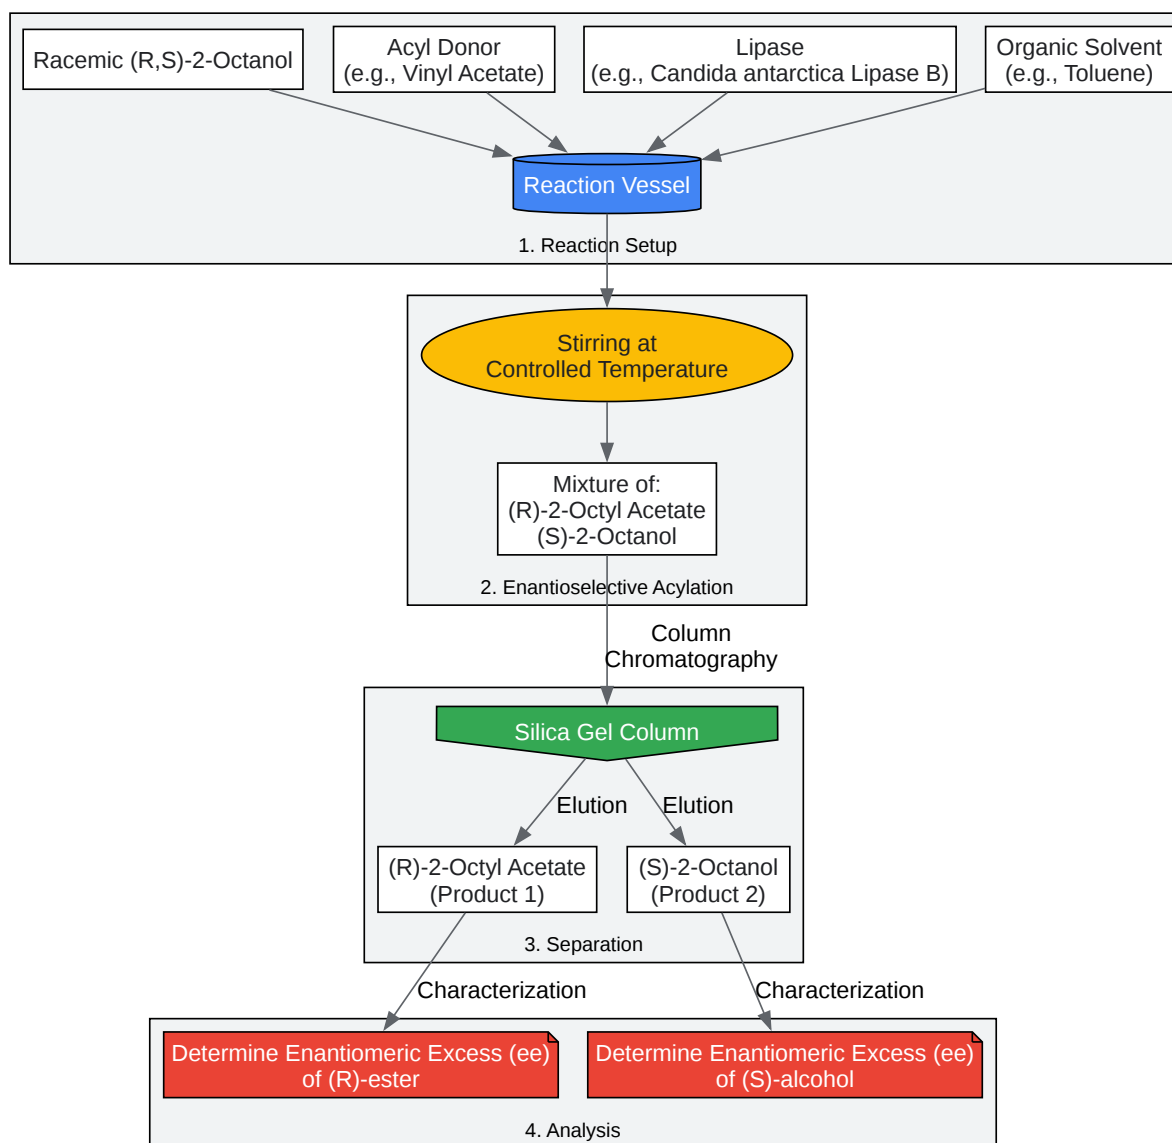 Racemic (R,S)-2-Octanol
Acyl Donor
(e.g., Vinyl Acetate)
Lipase
(e.g., Candida antarctica Lipase B)
Organic Solvent
(e.g., Toluene)
Reaction Vessel
1. Reaction Setup
Stirring at
Controlled Temperature
Mixture of:
(R)-2-Octyl Acetate
(S)-2-Octanol
2. Enantioselective Acylation
Column
Chromatography
Silica Gel Column
Elution
Elution
(R)-2-Octyl Acetate
(Product 1)
(S)-2-Octanol
(Product 2)
3. Separation
Characterization
Characterization
Determine Enantiomeric Excess (ee)
of (R)-ester
Determine Enantiomeric Excess (ee)
of (S)-alcohol
4. Analysis